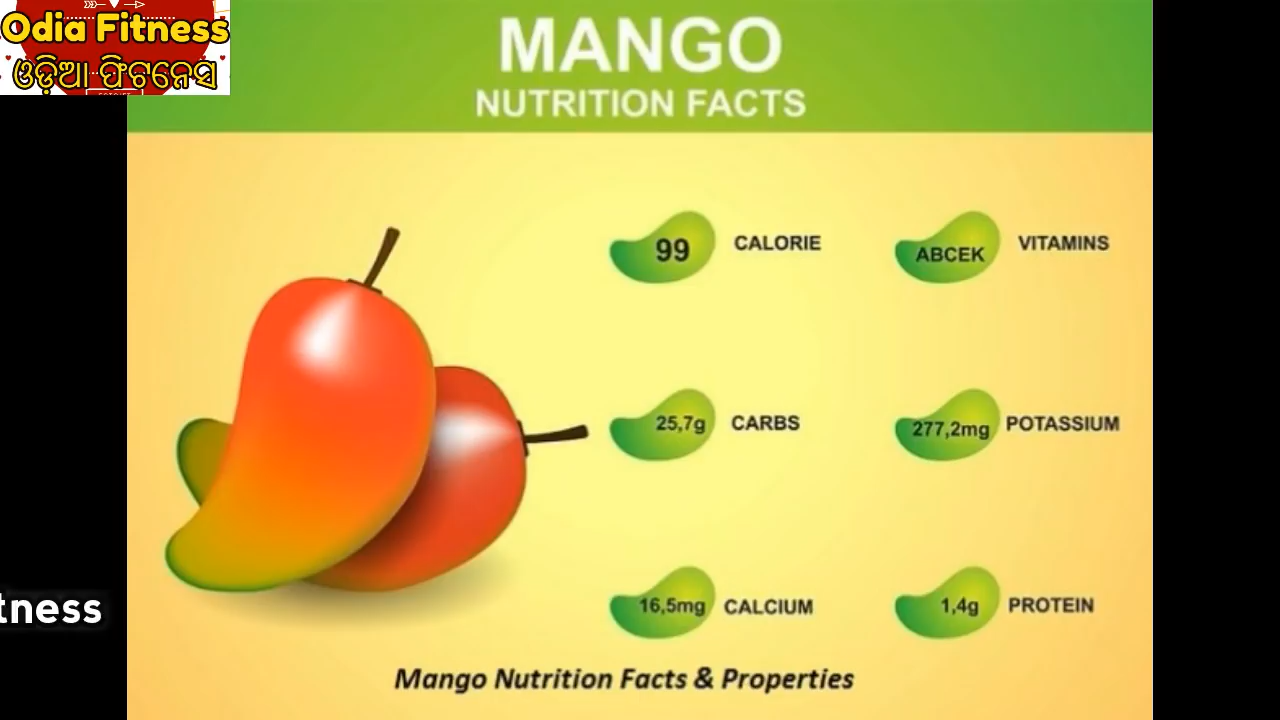 Odia Fitness
ଓଡ଼ିଆ ଫିଟନେସ
MANGO
NUTRITION FACTS
99 CALORIE
ABCEK VITAMINS
25,7g CARBS
277,2mg POTASSIUM
16,5mg CALCIUM
1,4g PROTEIN
tness
Mango Nutrition Facts & Properties